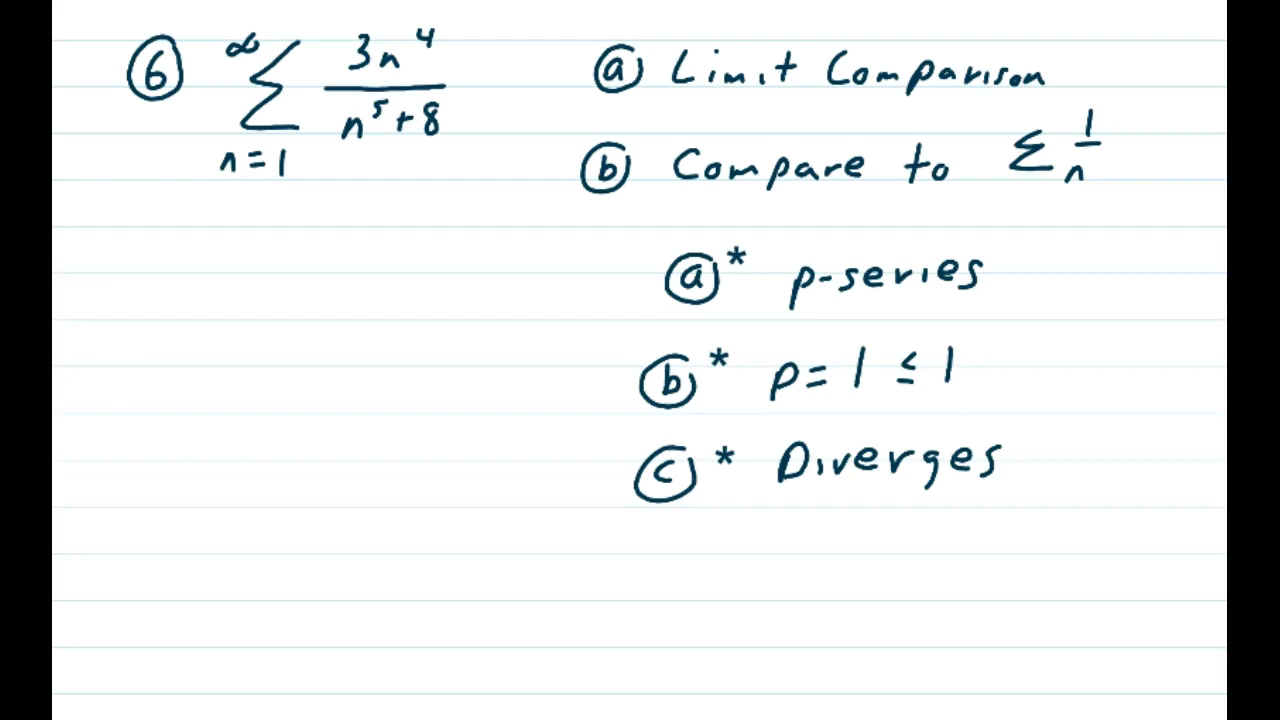 ⑥ ∞ ∑ n=1 3n⁴/(n⁵+8)
ⓐ Limit Comparison
ⓑ Compare to ∑ 1/n
ⓐ* p-series
ⓑ* p = 1 ≤ 1
ⓒ* Diverges